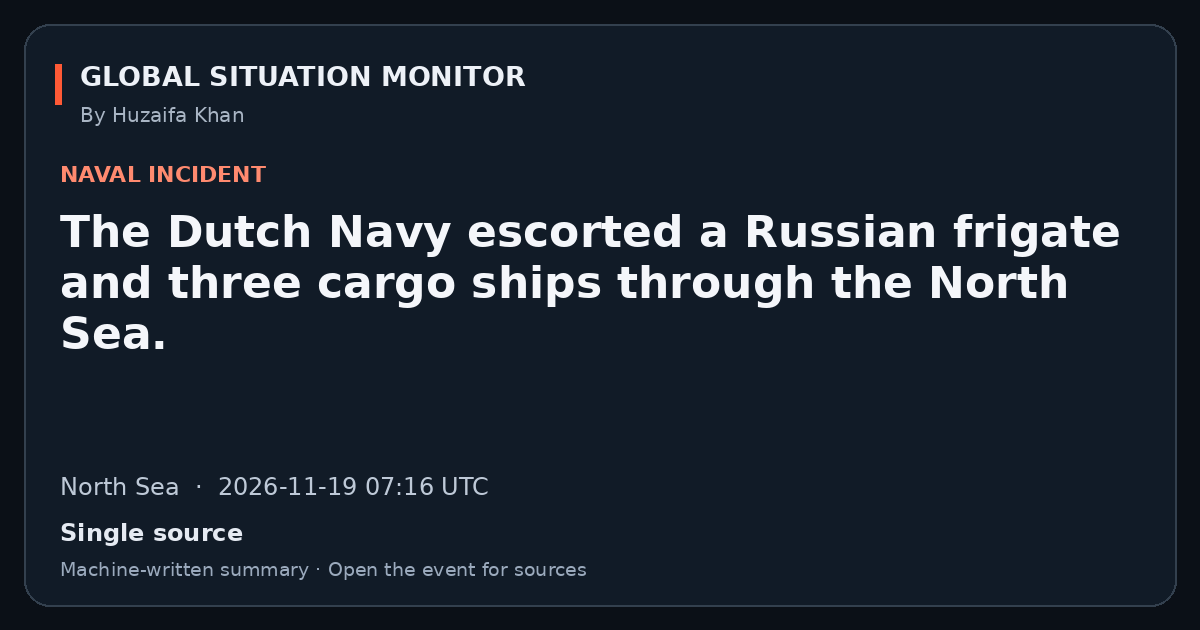 GLOBAL SITUATION MONITOR
By Huzaifa Khan
NAVAL INCIDENT
The Dutch Navy escorted a Russian frigate
and three cargo ships through the North
Sea.
North Sea · 2026-11-19 07:16 UTC
Single source
Machine-written summary · Open the event for sources